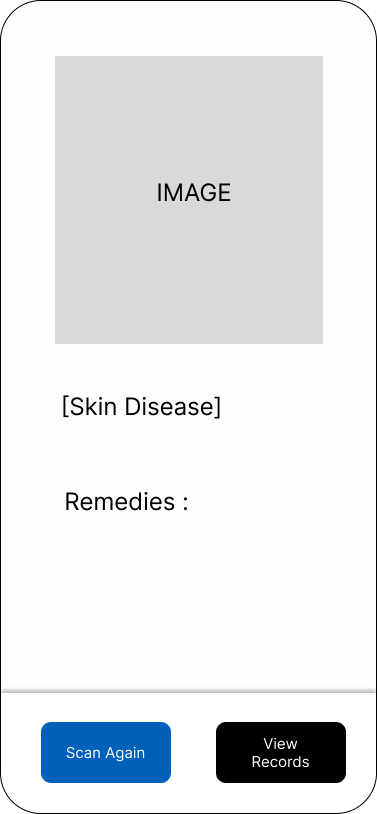 IMAGE
[Skin Disease]
Remedies :
Scan Again
View
Records